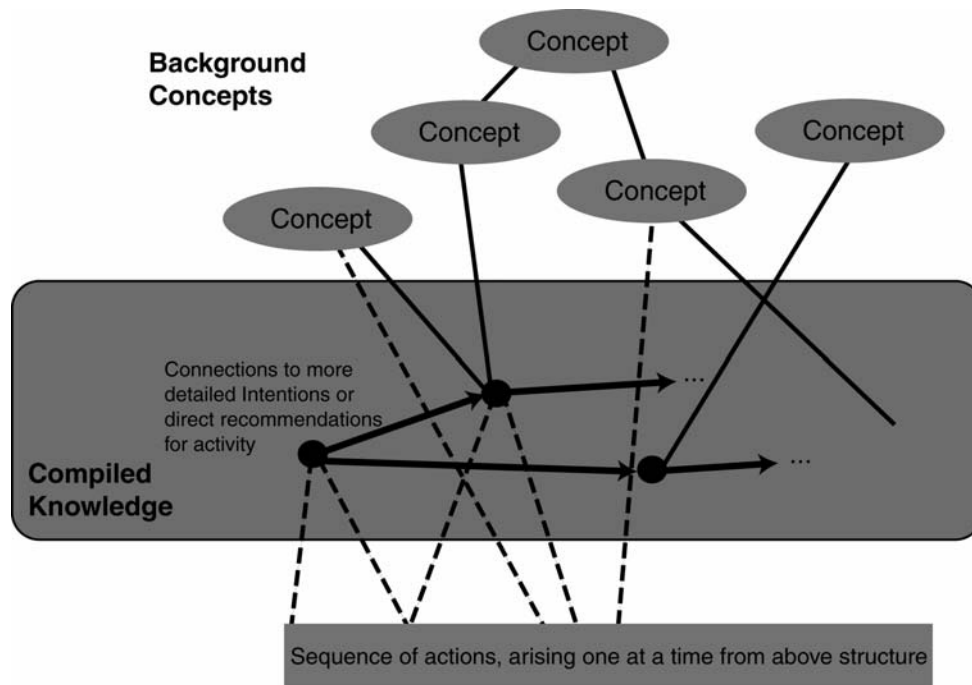 Concept
Background
Concepts
Concept
Concept
Concept
Concept
Connections to more
detailed Intentions or
direct recommendations
for activity
...
...
Compiled
Knowledge
Sequence of actions, arising one at a time from above structure